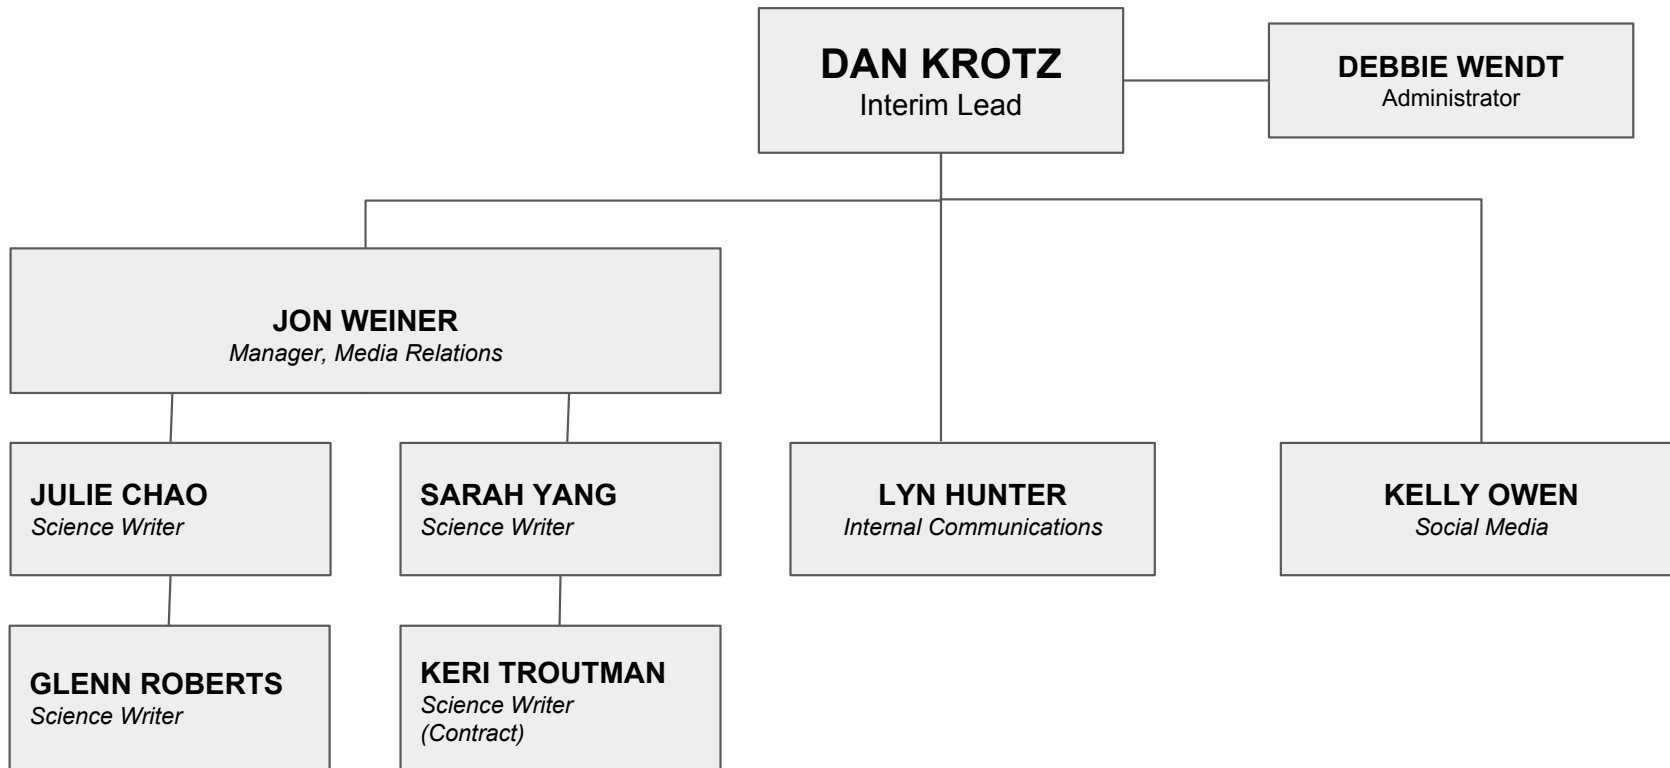 DAN KROTZ
Interim Lead
DEBBIE WENDT
Administrator
JON WEINER
Manager, Media Relations
JULIE CHAO
Science Writer
SARAH YANG
Science Writer
LYN HUNTER
Internal Communications
KELLY OWEN
Social Media
GLENN ROBERTS
Science Writer
KERI TROUTMAN
Science Writer
(Contract)